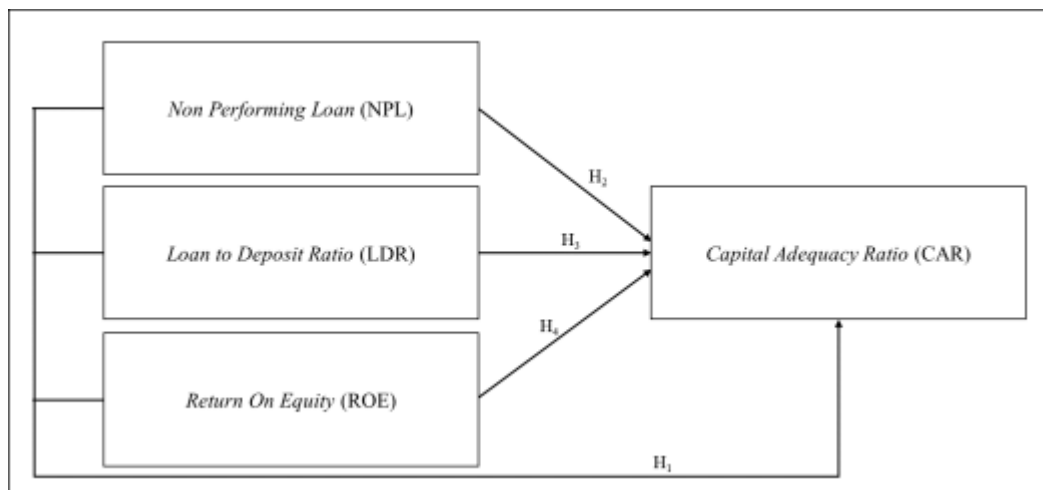 Non Performing Loan (NPL)
H₂
Loan to Deposit Ratio (LDR)
H₃
Capital Adequacy Ratio (CAR)
H₄
Return On Equity (ROE)
H₁